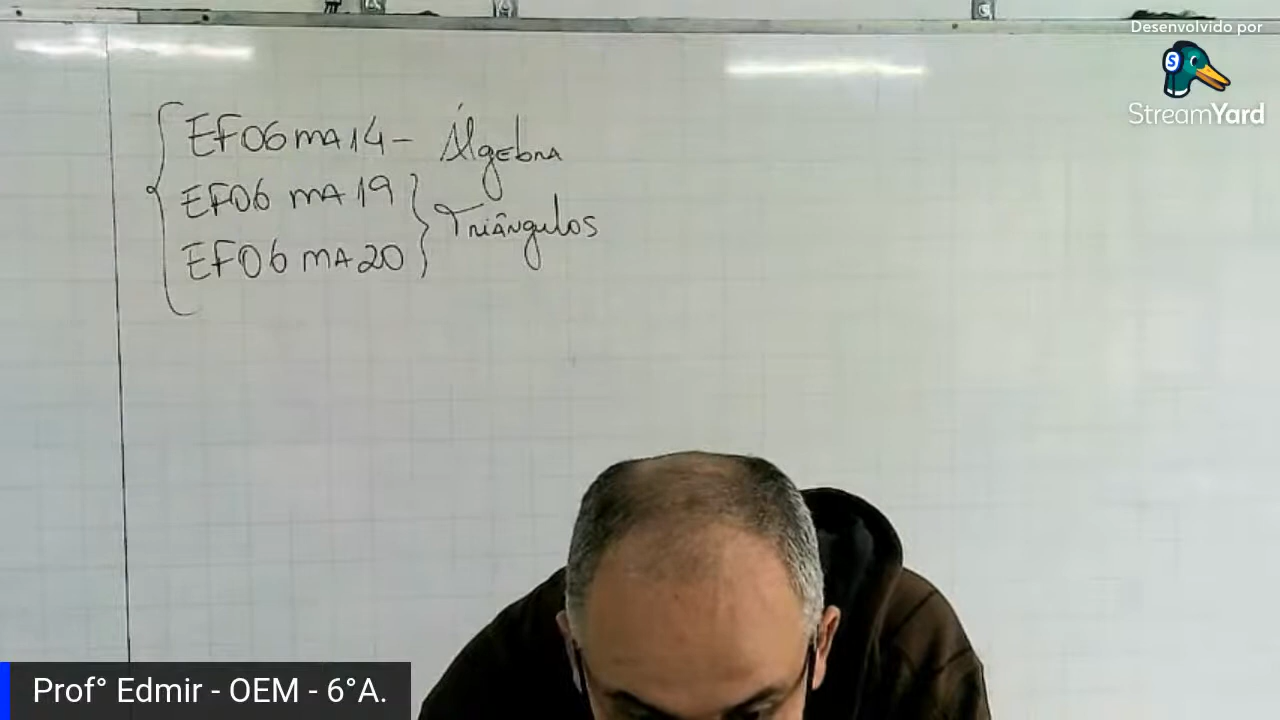 Desenvolvido por
StreamYard
EF06MA14 - Álgebra
EF06 MA 19
EF06 MA 20
Triângulos
Prof° Edmir - OEM - 6°A.